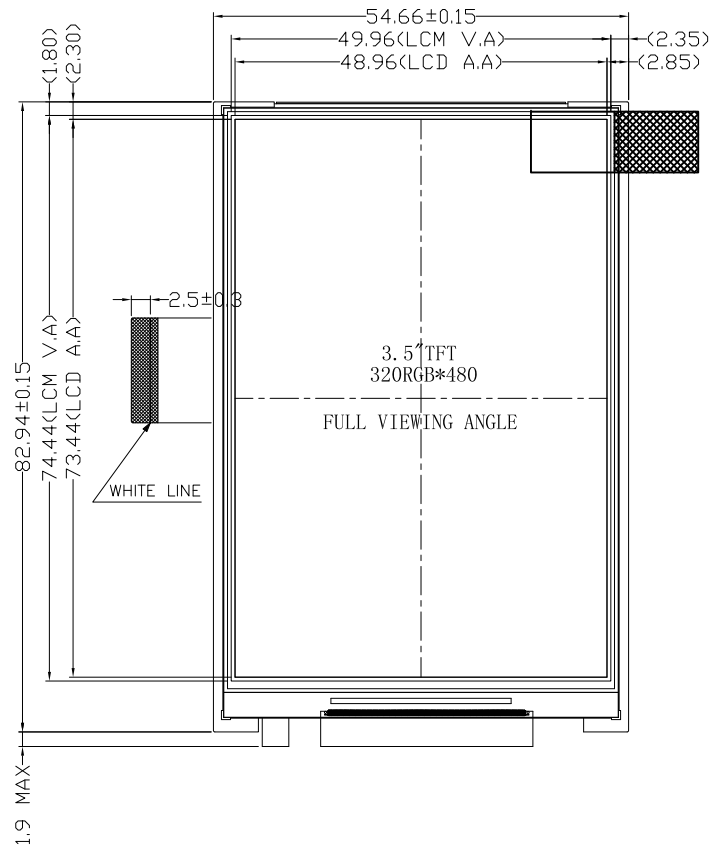 54.66±0.15
49.96(LCM V.A)
(2.35)
48.96(LCD A.A)
(2.85)
(1.80)
(2.30)
2.5±0.3
82.94±0.15
74.44(LCM V.A)
73.44(LCD A.A)
3.5"TFT
320RGB*480
FULL VIEWING ANGLE
WHITE LINE
1.9 MAX